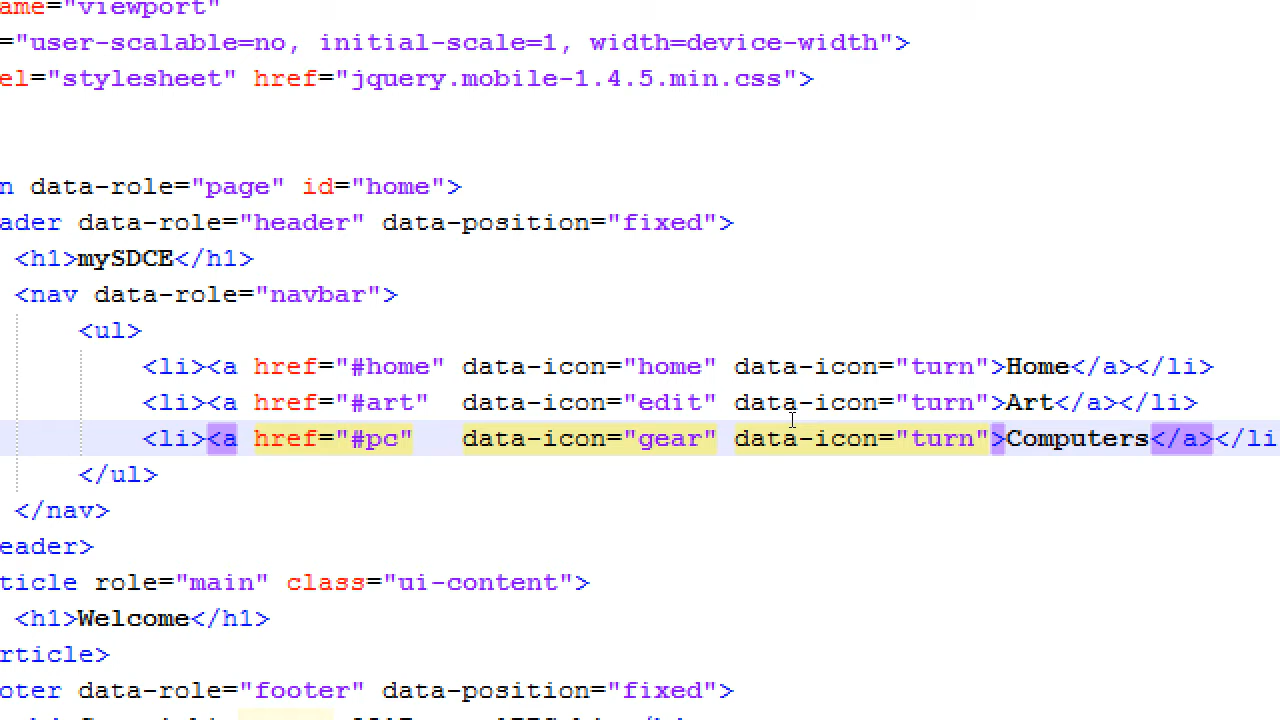 ame="viewport"
="user-scalable=no, initial-scale=1, width=device-width">
el="stylesheet" href="jquery.mobile-1.4.5.min.css">
n data-role="page" id="home">
ader data-role="header" data-position="fixed">
<h1>mySDCE</h1>
<nav data-role="navbar">
<ul>
<li><a href="#home" data-icon="home" data-icon="turn">Home</a></li>
<li><a href="#art" data-icon="edit" data-icon="turn">Art</a></li>
<li><a href="#pc" data-icon="gear" data-icon="turn">Computers</a></li
</ul>
</nav>
eader>
ticle role="main" class="ui-content">
<h1>Welcome</h1>
rticle>
oter data-role="footer" data-position="fixed">